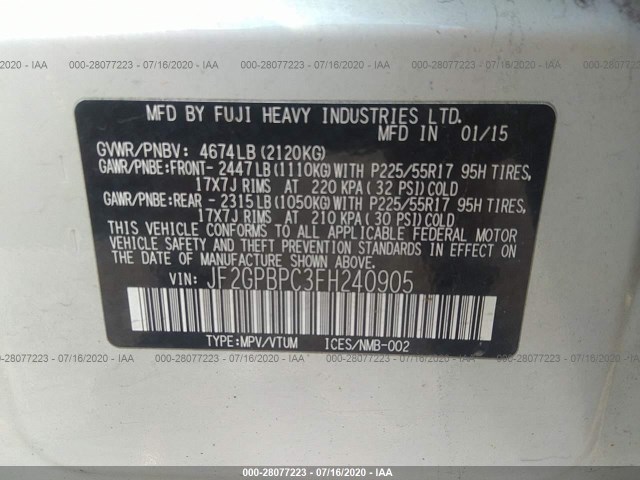 000-28077223 - 07/16/2020 - IAA 000-28077223 - 07/16/2020 - IAA 000-28077223 - 07/16/2020 - IAA
MFD BY FUJI HEAVY INDUSTRIES LTD.
MFD IN 01/15
GVWR/PNBV: 4674LB(2120KG)
GAWR/PNBE:FRONT- 2447LB(1110KG)WITH P225/55R17 95H TIRES,
17X7J RIMS AT 220 KPA(32 PSI)COLD
GAWR/PNBE:REAR - 2315LB(1050KG)WITH P225/55R17 95H TIRES,
17X7J RIMS AT 210 KPA(30 PSI)COLD
THIS VEHICLE CONFORMS TO ALL APPLICABLE FEDERAL MOTOR
VEHICLE SAFETY AND THEFT PREVENTION STANDARDS IN EFFECT ON
THE DATE OF MANUFACTURE SHOWN ABOVE.
VIN: JF2GPBPC3FH240905
TYPE:MPV/VTUM ICES/NMB-002
000-28077223 - 07/16/2020 - IAA 000-28077223 - 07/16/2020 - IAA 000-28077223 - 07/16/2020 - IAA
000-28077223 - 07/16/2020 - IAA